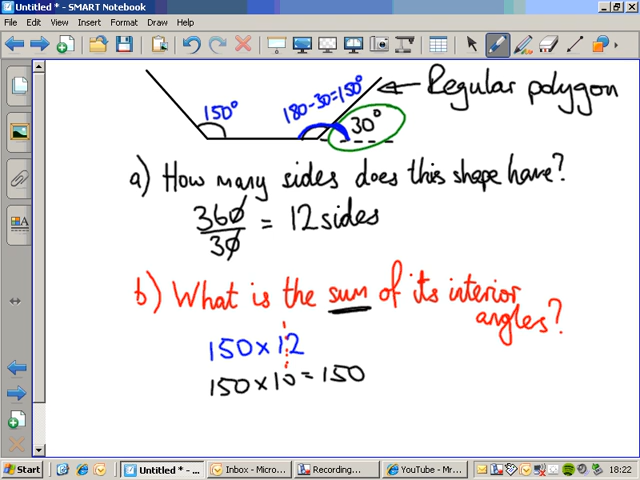 Untitled * - SMART Notebook
File Edit View Insert Format Draw Help
150° 180-30=150° 30° Regular polygon
a) How many sides does this shape have?
360/30 = 12 sides
b) What is the sum of its interior
angles?
150 × 12
150 × 10 = 150
Start Untitled * - ... Inbox - Micro... Recording... YouTube - Mr... 18:22